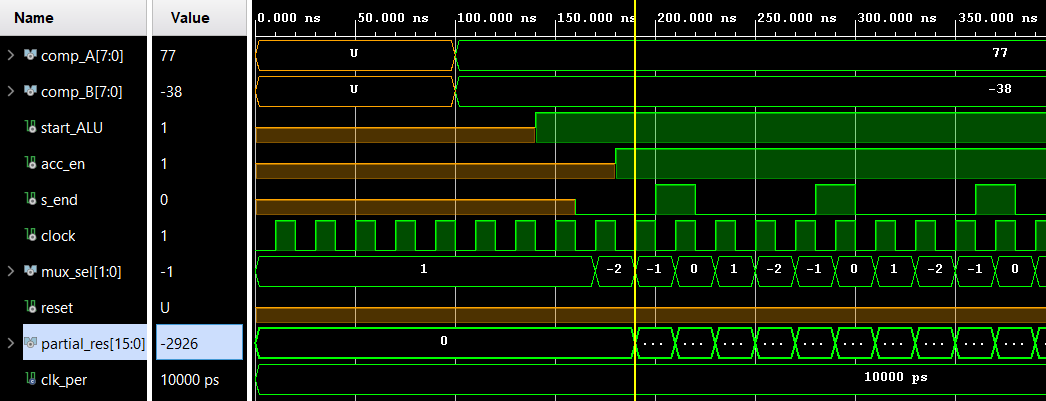 Name Value 0.000 ns 50.000 ns 100.000 ns 150.000 ns 200.000 ns 250.000 ns 300.000 ns 350.000 ns
comp_A[7:0] 77 U 77
comp_B[7:0] -38 U -38
start_ALU 1
acc_en 1
s_end 0
clock 1
mux_sel[1:0] -1 1 -2 -1 0 1 -2 -1 0 1 -2 -1 0
reset U
partial_res[15:0] -2926 0 ... ... ... ... ... ... ... ... ... ...
clk_per 10000 ps 10000 ps